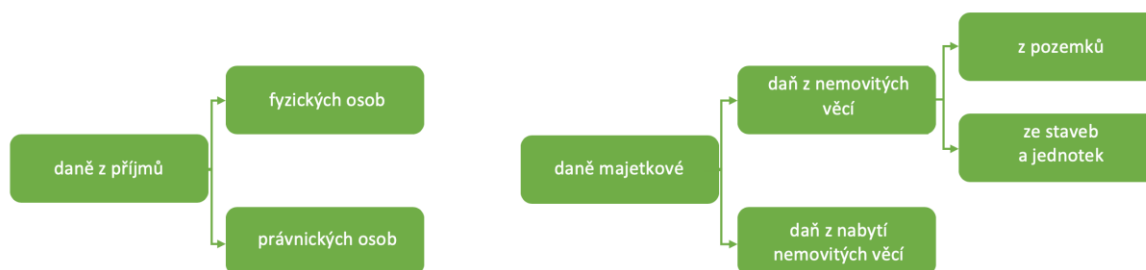 daně z příjmů
fyzických osob
právnických osob
daně majetkové
daň z nemovitých
věcí
z pozemků
ze staveb
a jednotek
daň z nabytí
nemovitých věcí